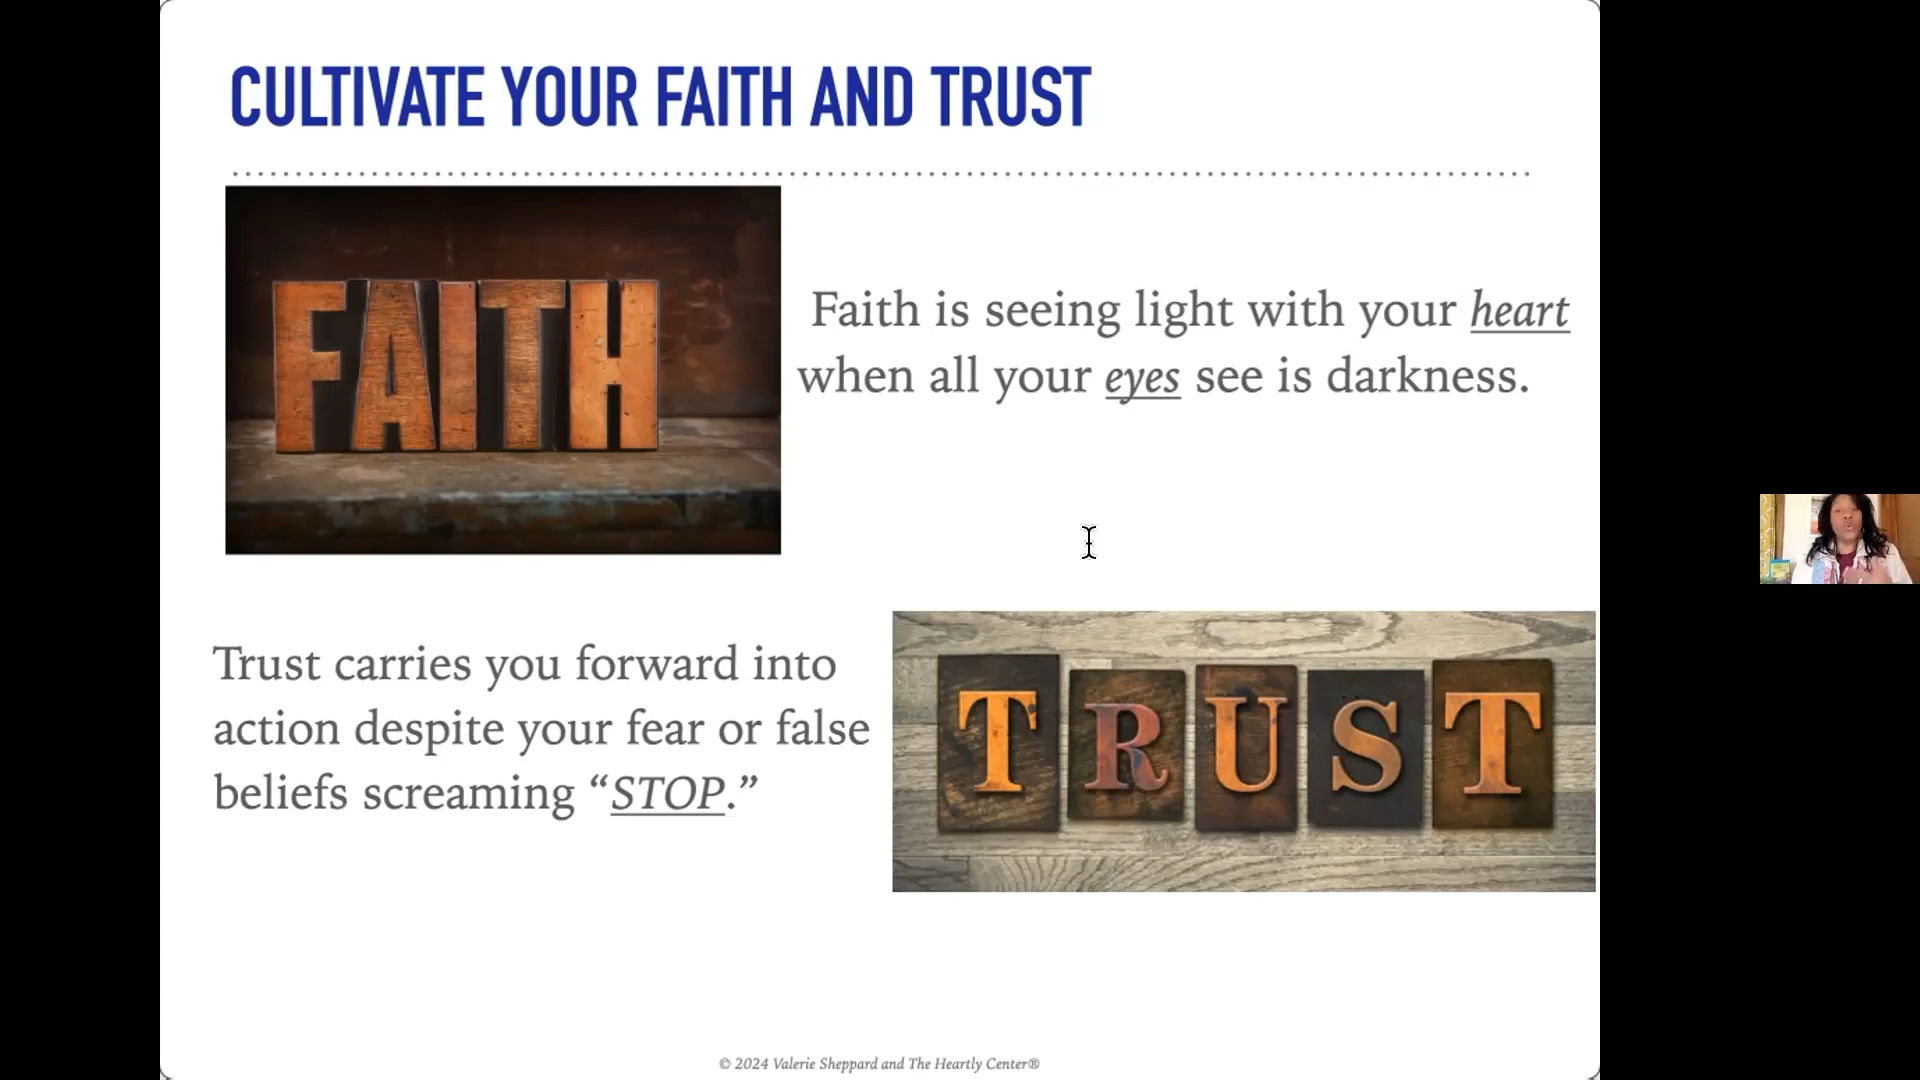 CULTIVATE YOUR FAITH AND TRUST
FAITH
Faith is seeing light with your heart
when all your eyes see is darkness.
Trust carries you forward into
action despite your fear or false
beliefs screaming “STOP.”
TRUST
© 2024 Valerie Sheppard and The Heartly Center®